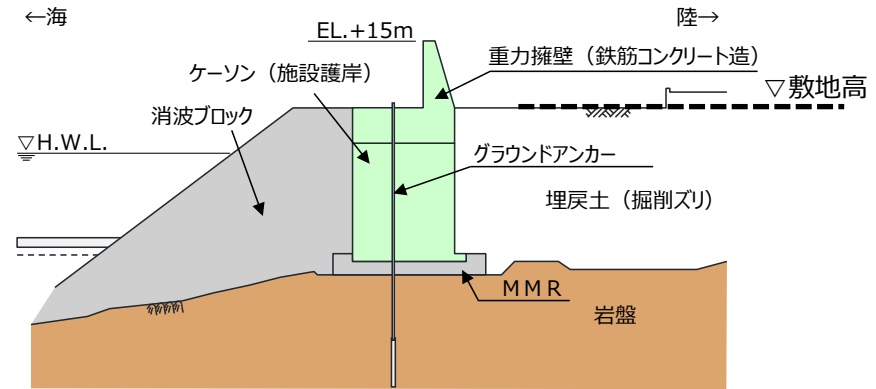 ←海
陸→
EL.+15m
重力擁壁（鉄筋コンクリート造）
ケーソン（施設護岸）
▽敷地高
消波ブロック
▽H.W.L.
グラウンドアンカー
埋戻土（掘削ズリ）
ＭＭＲ
岩盤